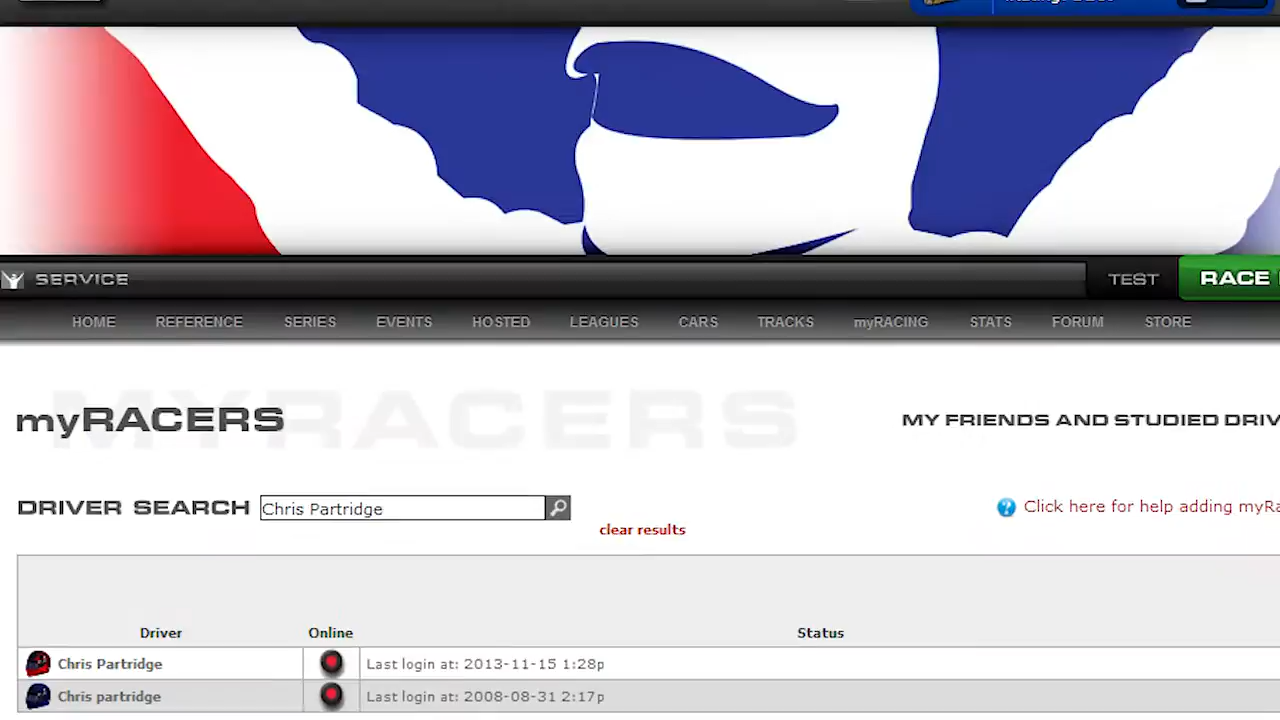 SERVICE
TEST
RACE
HOME REFERENCE SERIES EVENTS HOSTED LEAGUES CARS TRACKS myRACING STATS FORUM STORE
MYRACERS
myRACERS
MY FRIENDS AND STUDIED DRIV
DRIVER SEARCH Chris Partridge
Click here for help adding myRa
clear results
Driver Online Status
Chris Partridge Last login at: 2013-11-15 1:28p
Chris partridge Last login at: 2008-08-31 2:17p